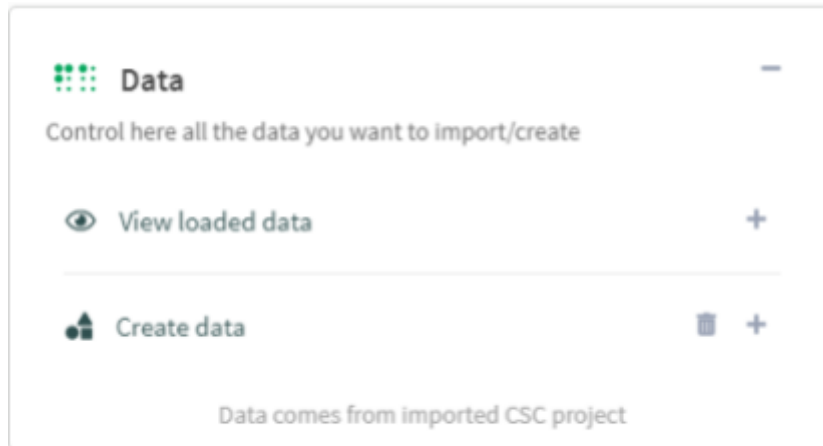 Data
Control here all the data you want to import/create
View loaded data
Create data
Data comes from imported CSC project